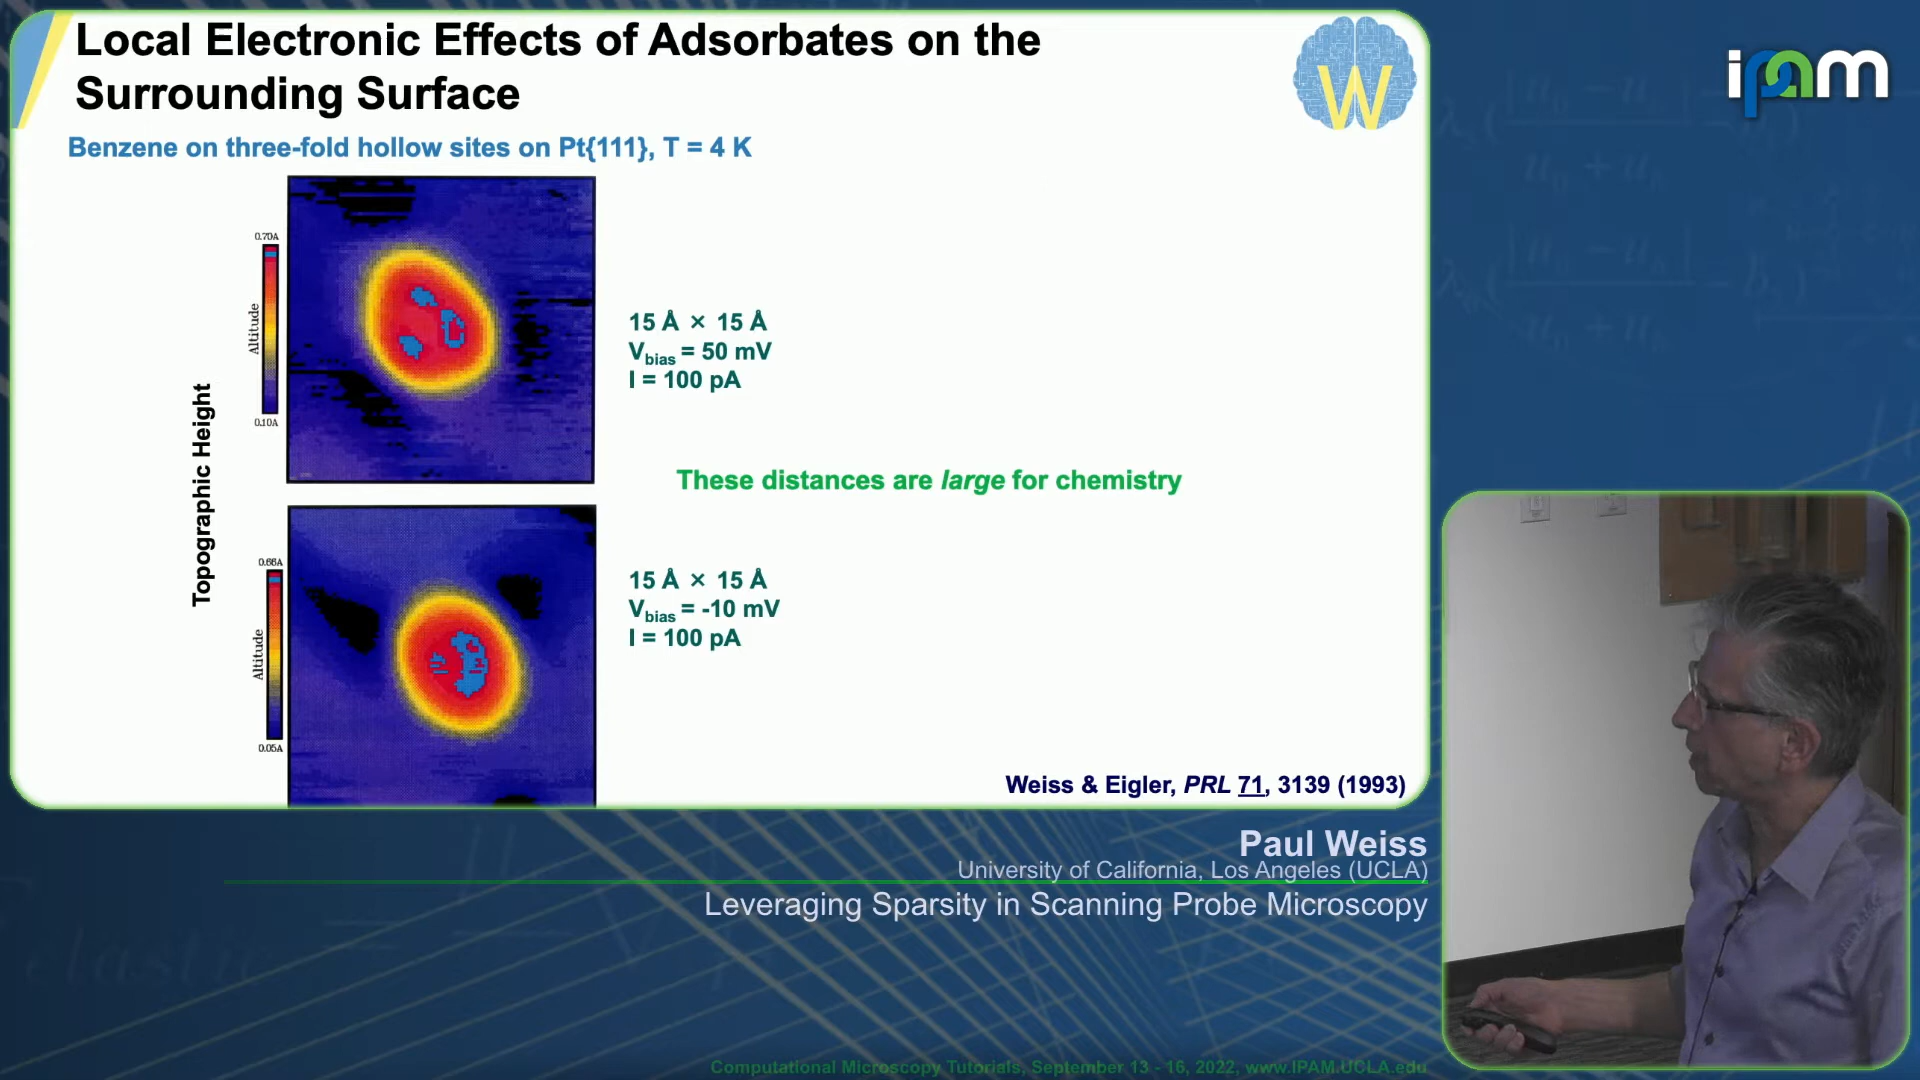 Local Electronic Effects of Adsorbates on the
Surrounding Surface
W
ipam
Benzene on three-fold hollow sites on Pt{111}, T = 4 K
0.70A
Altitude
0.10A
15 Å × 15 Å
Vbias = 50 mV
I = 100 pA
Topographic Height
These distances are large for chemistry
0.66A
Altitude
0.05A
15 Å × 15 Å
Vbias = -10 mV
I = 100 pA
Weiss & Eigler, PRL 71, 3139 (1993)
Paul Weiss
University of California, Los Angeles (UCLA)
Leveraging Sparsity in Scanning Probe Microscopy
Computational Microscopy Tutorials, September 13 - 16, 2022, www.IPAM.UCLA.edu